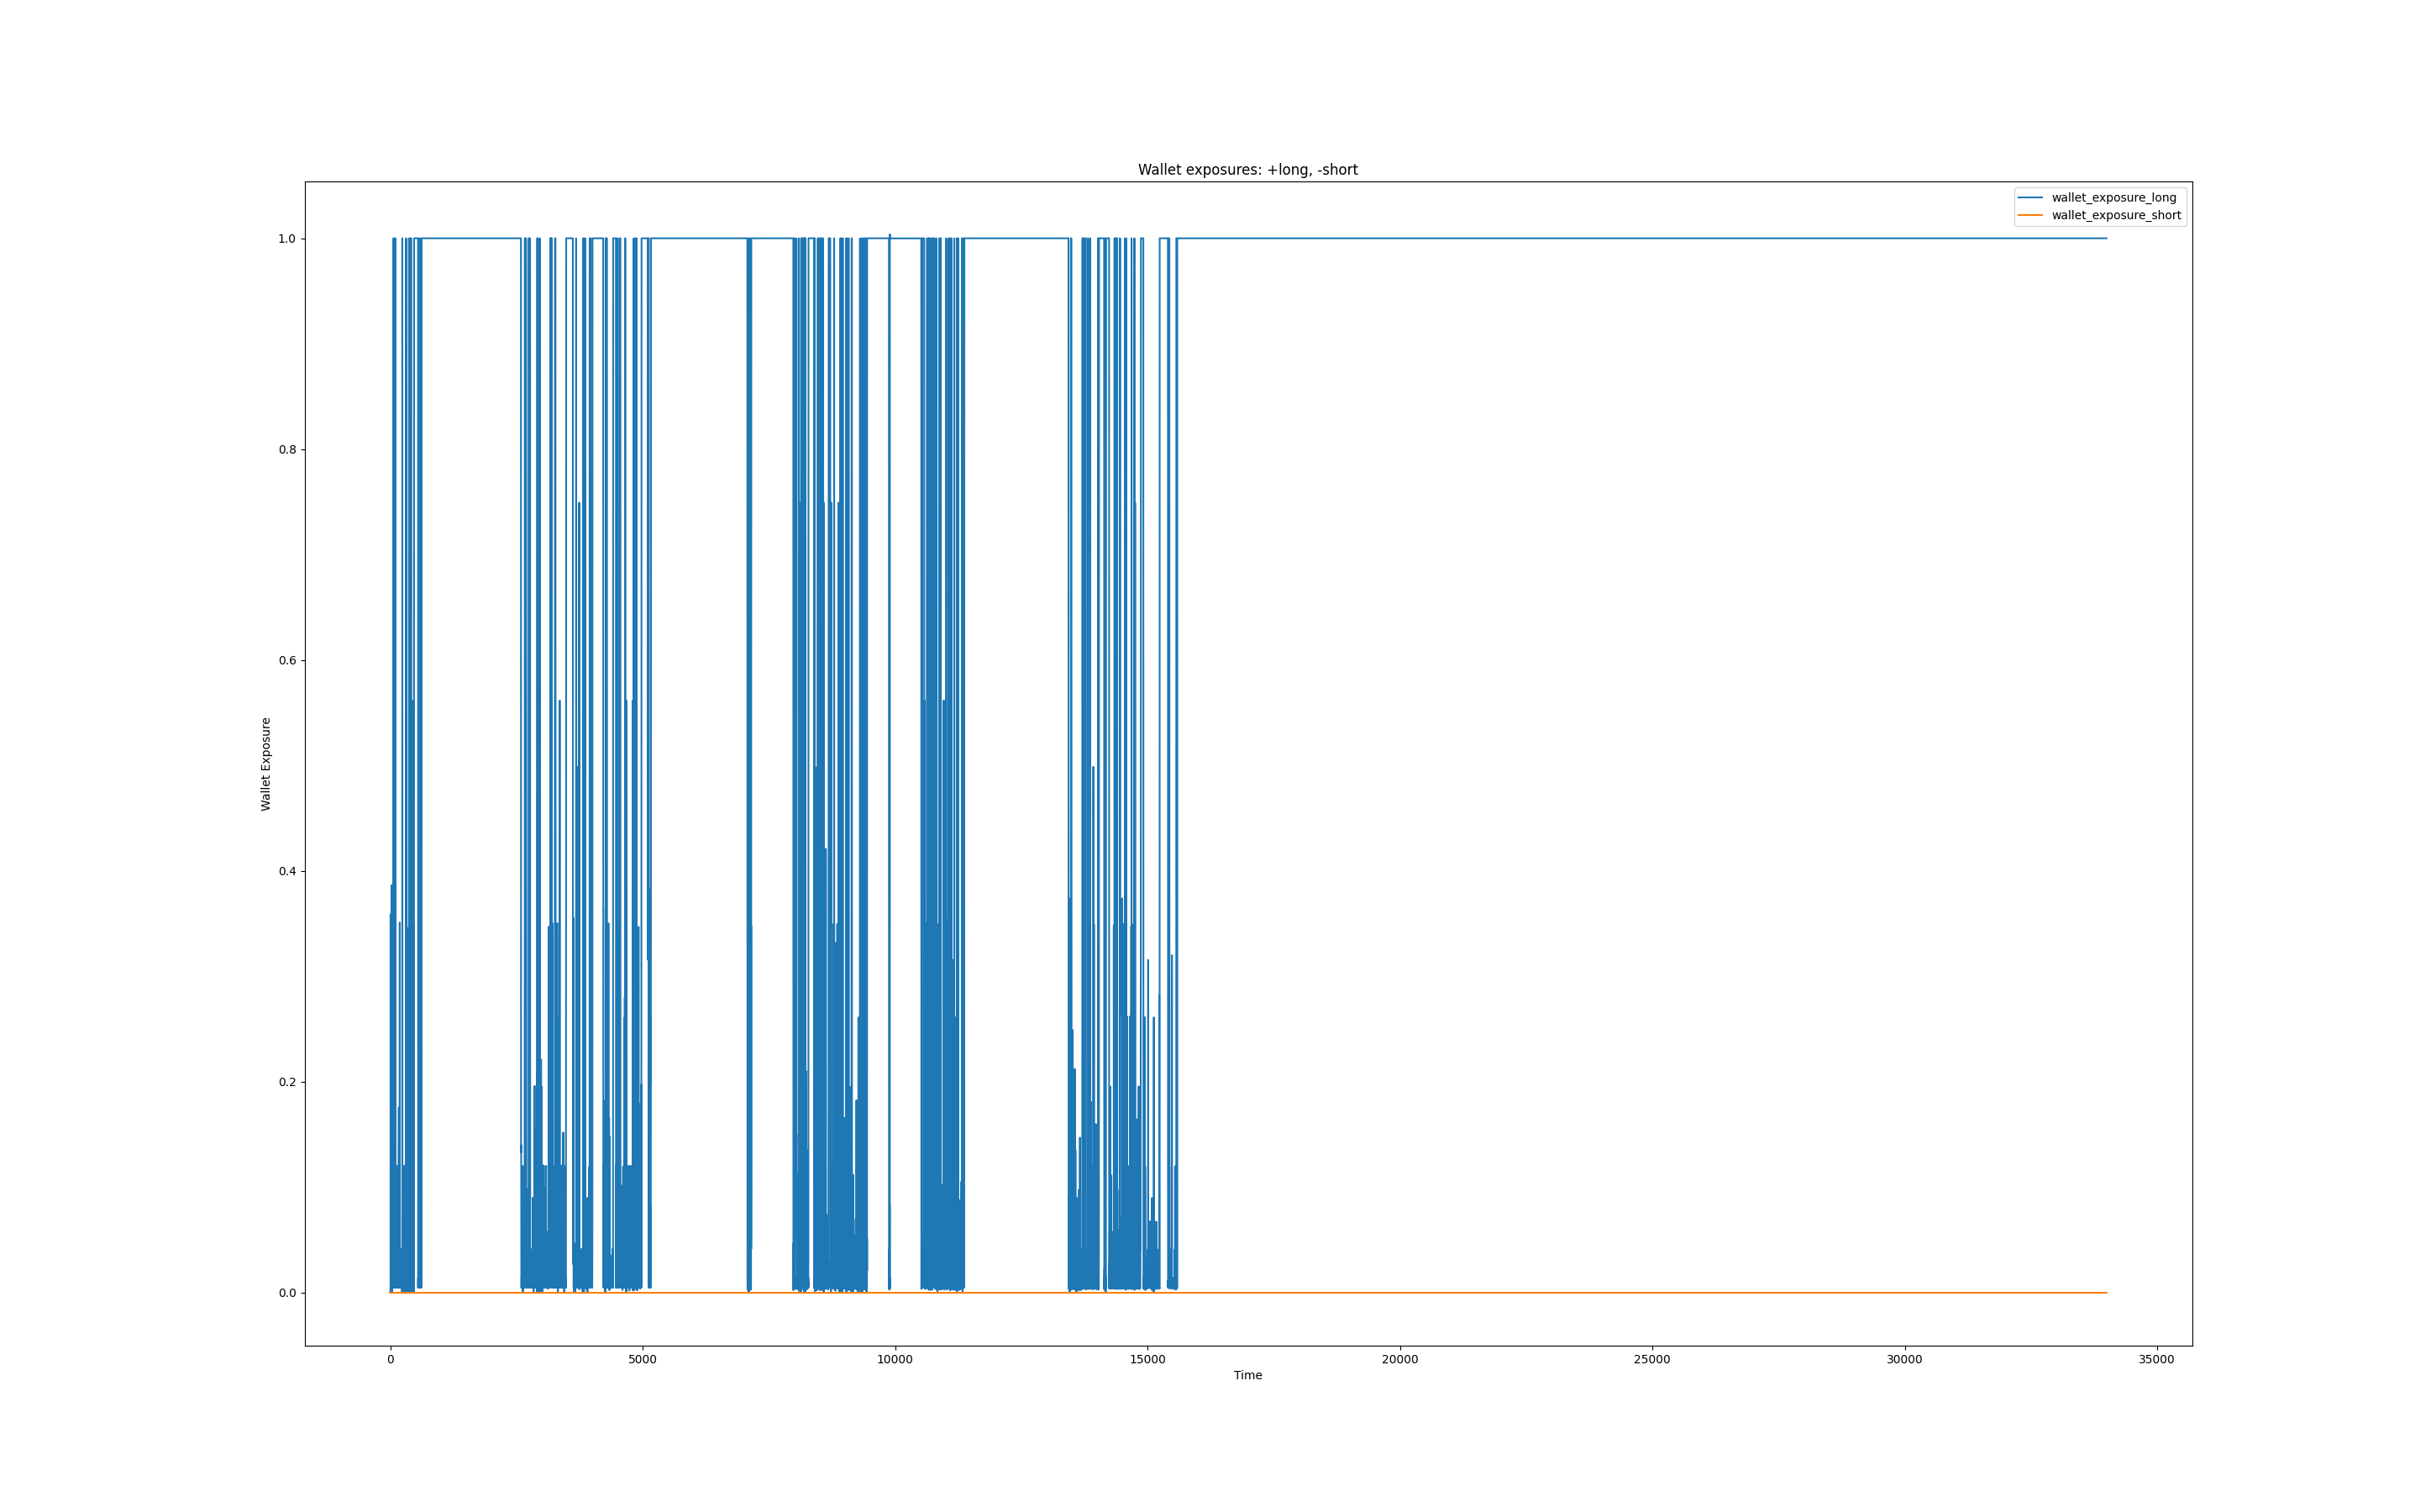 Wallet exposures: +long, -short
wallet_exposure_long
wallet_exposure_short
1.0
0.8
0.6
0.4
0.2
0.0
Wallet Exposure
0 5000 10000 15000 20000 25000 30000 35000
Time